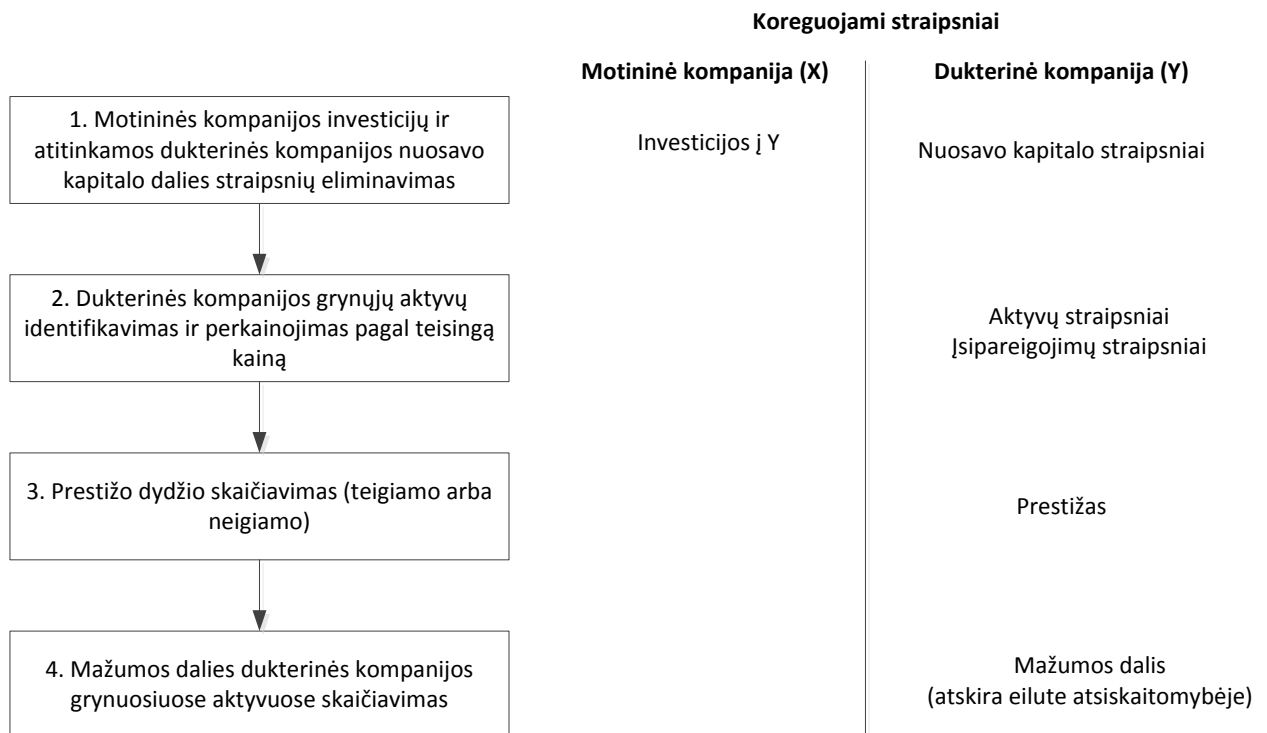 Koreguojami straipsniai
Motininė kompanija (X)
Dukterinė kompanija (Y)
1. Motininės kompanijos investicijų ir
atitinkamos dukterinės kompanijos nuosavo
kapitalo dalies straipsnių eliminavimas
Investicijos į Y
Nuosavo kapitalo straipsniai
2. Dukterinės kompanijos grynųjų aktyvų
identifikavimas ir perkainojimas pagal teisingą
kainą
Aktyvų straipsniai
Įsipareigojimų straipsniai
3. Prestižo dydžio skaičiavimas (teigiamo arba
neigiamo)
Prestižas
4. Mažumos dalies dukterinės kompanijos
grynuosiuose aktyvuose skaičiavimas
Mažumos dalis
(atskira eilute atsiskaitomybėje)